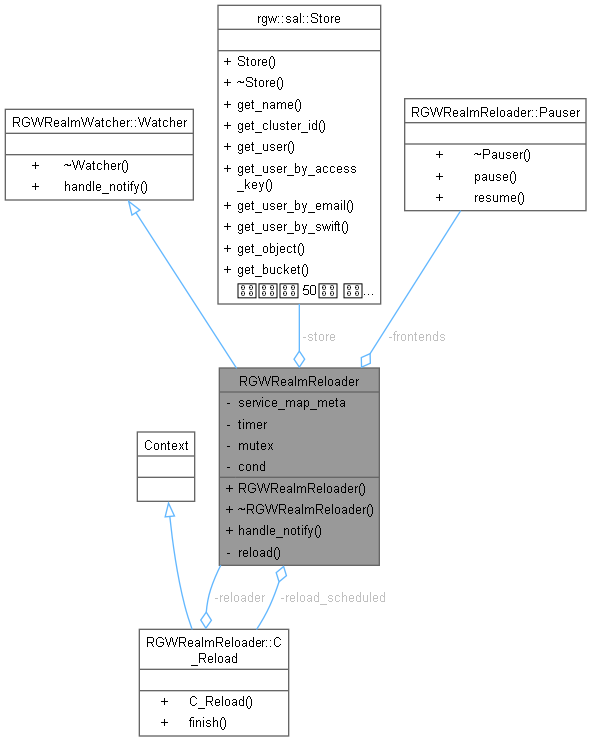 rgw::sal::Store
+ Store()
+ ~Store()
+ get_name()
+ get_cluster_id()
+ get_user()
+ get_user_by_access
_key()
+ get_user_by_email()
+ get_user_by_swift()
+ get_object()
+ get_bucket()
50 ...
RGWRealmWatcher::Watcher
+ ~Watcher()
+ handle_notify()
RGWRealmReloader::Pauser
+ ~Pauser()
+ pause()
+ resume()
-store
-frontends
RGWRealmReloader
- service_map_meta
- timer
- mutex
- cond
+ RGWRealmReloader()
+ ~RGWRealmReloader()
+ handle_notify()
- reload()
Context
-reloader
-reload_scheduled
RGWRealmReloader::C
_Reload
+ C_Reload()
+ finish()